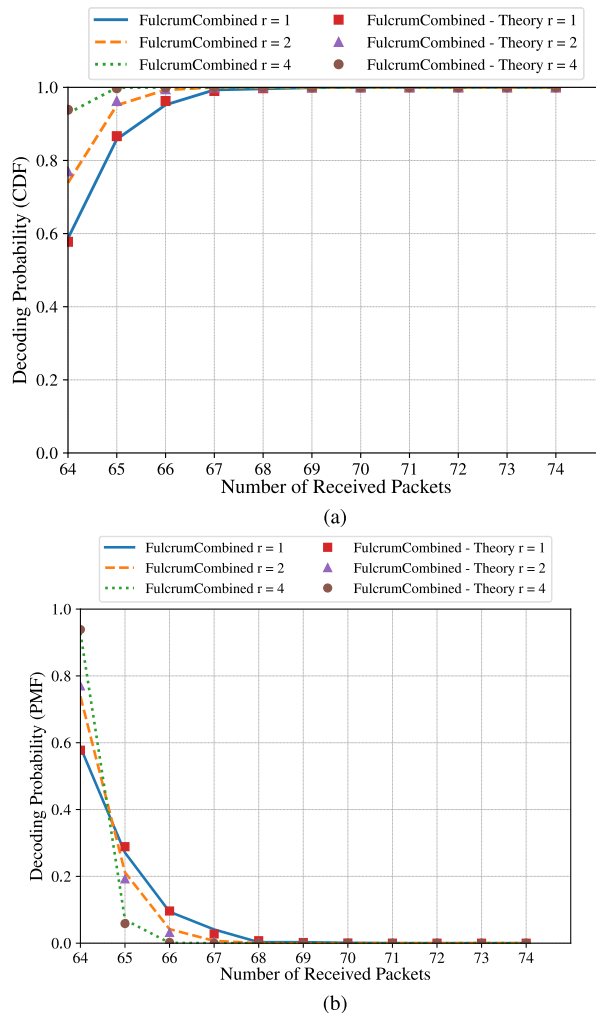 FulcrumCombined r = 1 FulcrumCombined - Theory r = 1
FulcrumCombined r = 2 FulcrumCombined - Theory r = 2
FulcrumCombined r = 4 FulcrumCombined - Theory r = 4
1.0
0.8
0.6
0.4
0.2
0.0
Decoding Probability (CDF)
64 65 66 67 68 69 70 71 72 73 74
Number of Received Packets
(a)
FulcrumCombined r = 1 FulcrumCombined - Theory r = 1
FulcrumCombined r = 2 FulcrumCombined - Theory r = 2
FulcrumCombined r = 4 FulcrumCombined - Theory r = 4
1.0
0.8
0.6
0.4
0.2
0.0
Decoding Probability (PMF)
64 65 66 67 68 69 70 71 72 73 74
Number of Received Packets
(b)